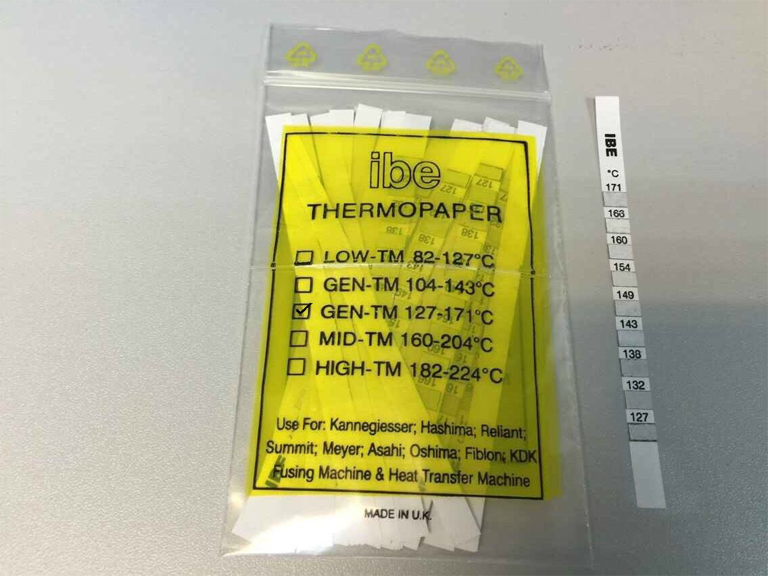 ibe
THERMOPAPER
LOW-TM 82-127°C
GEN-TM 104-143°C
GEN-TM 127-171°C
MID-TM 160-204°C
HIGH-TM 182-224°C
Use For: Kannegiesser; Hashima; Reliant;
Summit; Meyer; Asahi; Oshima; Fiblon; KDK
Fusing Machine & Heat Transfer Machine
MADE IN U.K.
IBE
°C
171
166
160
154
149
143
138
132
127